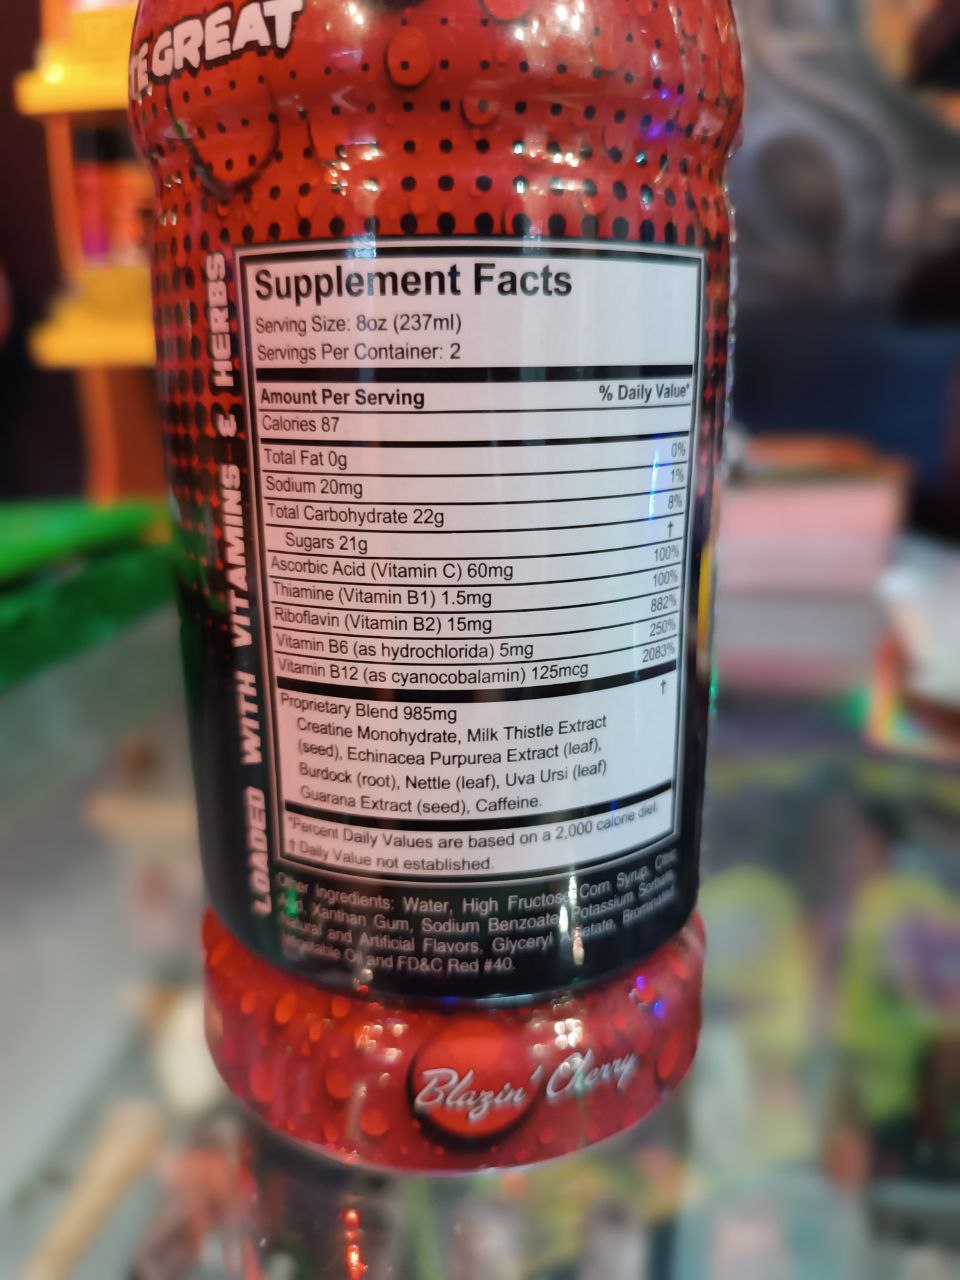 TE GREAT
LOADED WITH VITAMINS & HERBS
Supplement Facts
Serving Size: 8oz (237ml)
Servings Per Container: 2
Amount Per Serving % Daily Value*
Calories 87
Total Fat 0g 0%
Sodium 20mg 1%
Total Carbohydrate 22g 8%
Sugars 21g †
Ascorbic Acid (Vitamin C) 60mg 100%
Thiamine (Vitamin B1) 1.5mg 100%
Riboflavin (Vitamin B2) 15mg 882%
Vitamin B6 (as hydrochlorida) 5mg 250%
Vitamin B12 (as cyanocobalamin) 125mcg 2083%
Proprietary Blend 985mg †
Creatine Monohydrate, Milk Thistle Extract
(seed), Echinacea Purpurea Extract (leaf),
Burdock (root), Nettle (leaf), Uva Ursi (leaf)
Guarana Extract (seed), Caffeine.
*Percent Daily Values are based on a 2,000 calorie diet.
† Daily Value not established.
Other Ingredients: Water, High Fructose Corn Syrup, Citric
Acid, Xanthan Gum, Sodium Benzoate, Potassium Sorbate,
Natural and Artificial Flavors, Glyceryl Abietate, Brominated
Vegetable Oil and FD&C Red #40.
Blazin' Cherry